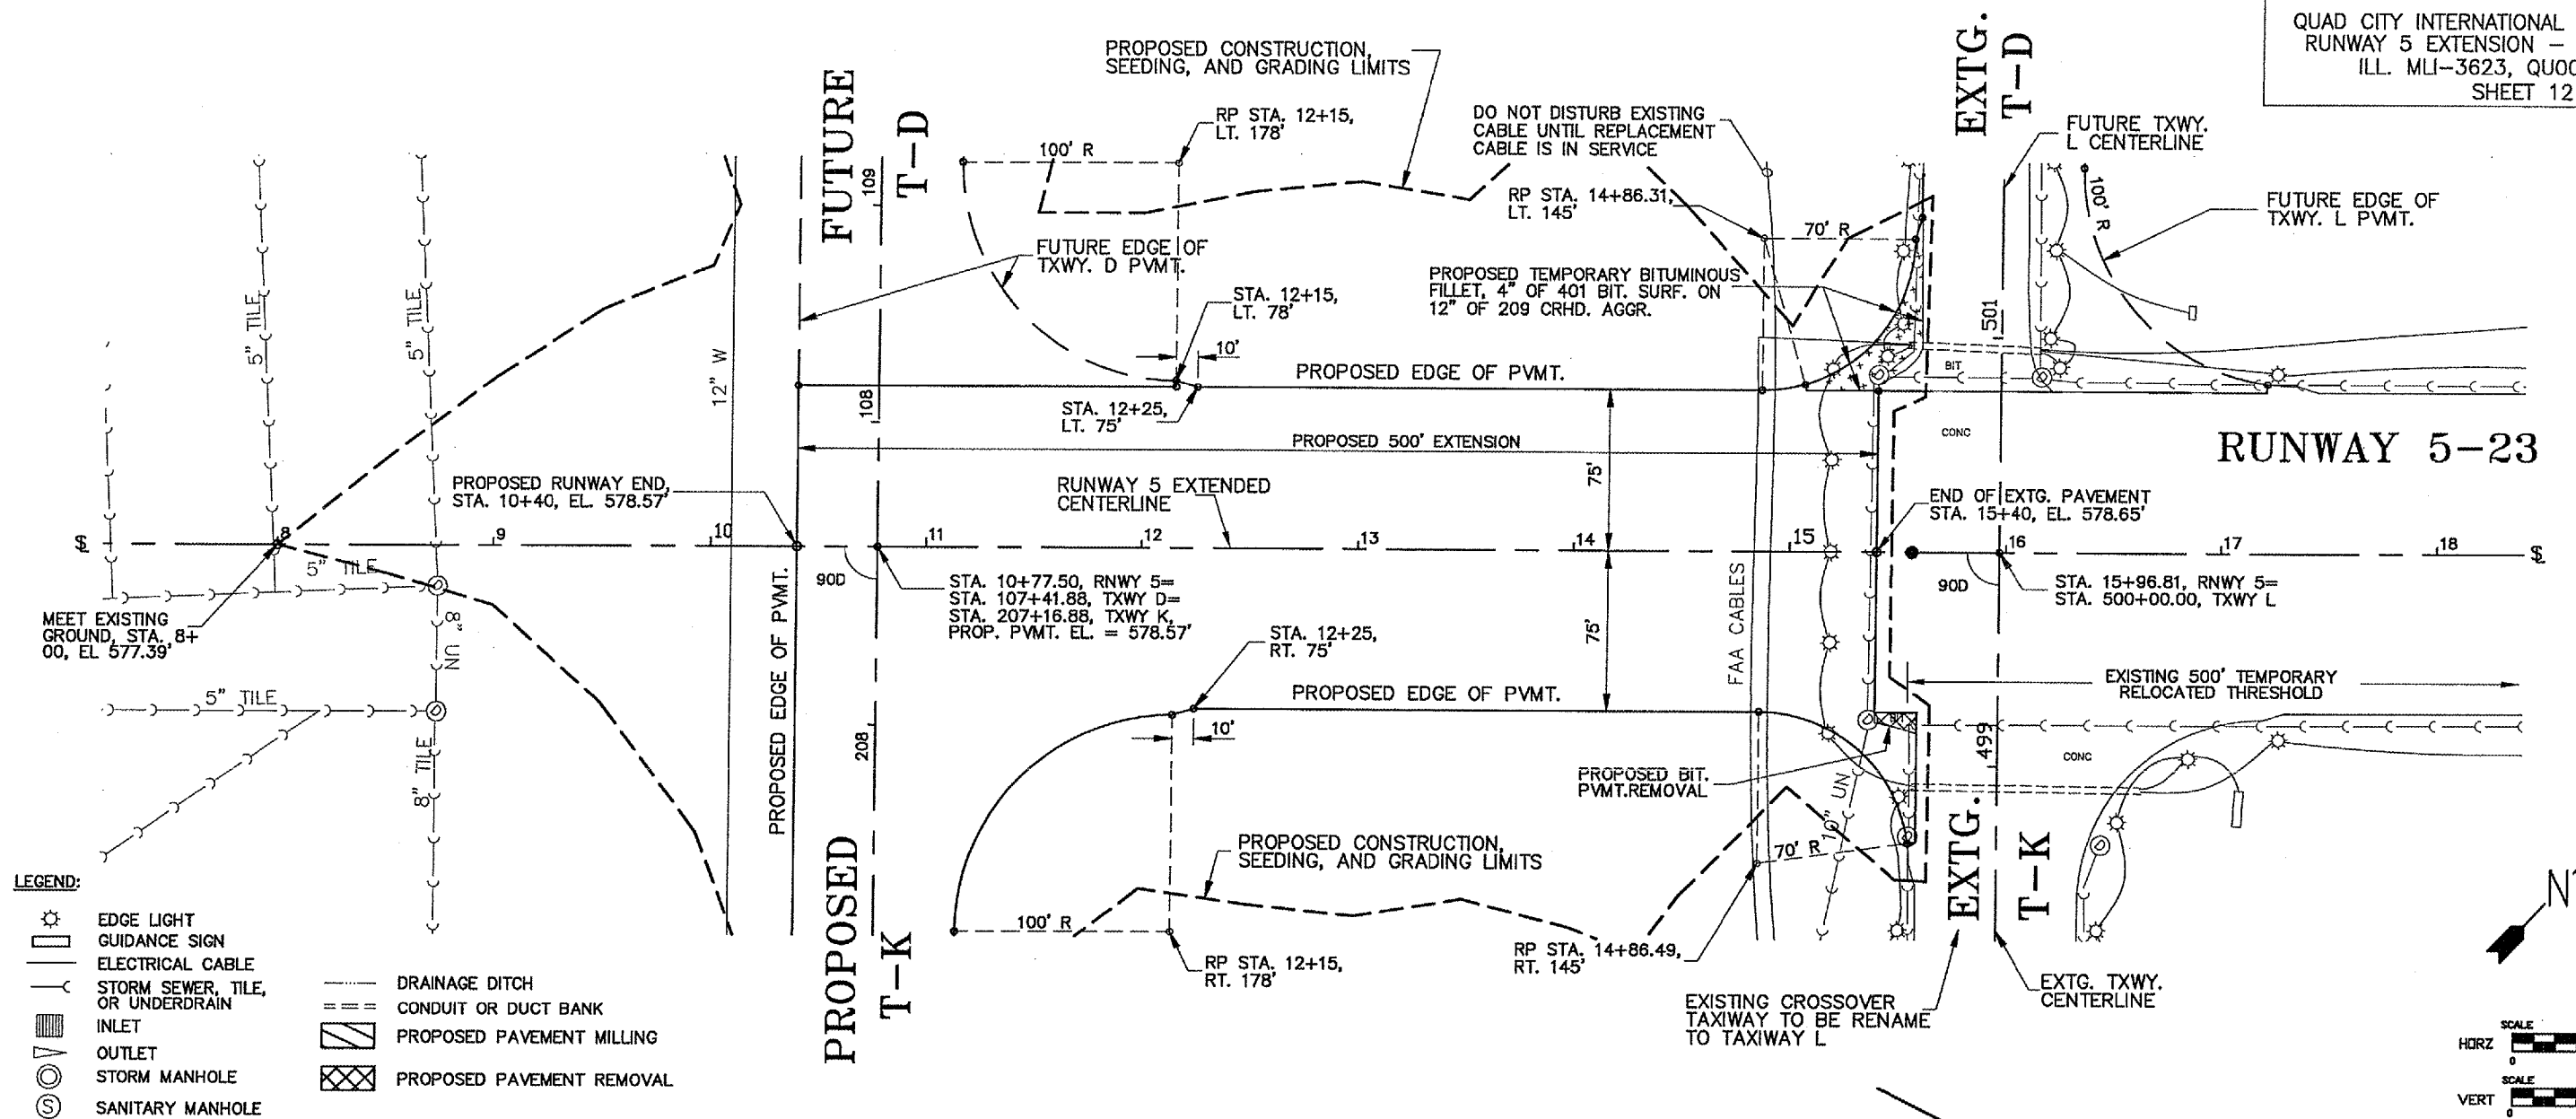 QUAD CITY INTERNATIONAL
RUNWAY 5 EXTENSION –
ILL. MLI–3623, QU00
SHEET 12
PROPOSED CONSTRUCTION,
SEEDING, AND GRADING LIMITS
FUTURE
T–D
109
100' R
RP STA. 12+15,
LT. 178'
DO NOT DISTURB EXISTING
CABLE UNTIL REPLACEMENT
CABLE IS IN SERVICE
EXTG.
T–D
FUTURE TXWY.
L CENTERLINE
RP STA. 14+86.31,
LT. 145'
70' R
100' R
FUTURE EDGE OF
TXWY. L PVMT.
FUTURE EDGE OF
TXWY. D PVMT.
PROPOSED TEMPORARY BITUMINOUS
FILLET, 4" OF 401 BIT. SURF. ON
12" OF 209 CRHD. AGGR.
STA. 12+15,
LT. 78'
10'
5" TILE
5" TILE
12" W
501
BIT
PROPOSED EDGE OF PVMT.
108
STA. 12+25,
LT. 75'
PROPOSED 500' EXTENSION
75'
CONC
RUNWAY 5–23
PROPOSED RUNWAY END,
STA. 10+40, EL. 578.57'
RUNWAY 5 EXTENDED
CENTERLINE
END OF EXTG. PAVEMENT
STA. 15+40, EL. 578.65'
8
9
10
11
12
13
14
15
16
17
18
5" TILE
90D
STA. 10+77.50, RNWY 5=
STA. 107+41.88, TXWY D=
STA. 207+16.88, TXWY K,
PROP. PVMT. EL. = 578.57'
90D
STA. 15+96.81, RNWY 5=
STA. 500+00.00, TXWY L
MEET EXISTING
GROUND, STA. 8+
00, EL 577.39'
8" UN
PROPOSED EDGE OF PVMT.
STA. 12+25,
RT. 75'
75'
FAA CABLES
EXISTING 500' TEMPORARY
RELOCATED THRESHOLD
5" TILE
PROPOSED EDGE OF PVMT.
10'
208
BIT
499
CONC
8" TILE
PROPOSED BIT.
PVMT.REMOVAL
10" UN
PROPOSED
T–K
PROPOSED CONSTRUCTION,
SEEDING, AND GRADING LIMITS
70' R
EXTG.
T–K
100' R
RP STA. 12+15,
RT. 178'
RP STA. 14+86.49,
RT. 145'
EXISTING CROSSOVER
TAXIWAY TO BE RENAME
TO TAXIWAY L
EXTG. TXWY.
CENTERLINE
LEGEND:
EDGE LIGHT
GUIDANCE SIGN
ELECTRICAL CABLE
STORM SEWER, TILE,
OR UNDERDRAIN
INLET
OUTLET
STORM MANHOLE
S SANITARY MANHOLE
DRAINAGE DITCH
CONDUIT OR DUCT BANK
PROPOSED PAVEMENT MILLING
PROPOSED PAVEMENT REMOVAL
SCALE
HORZ
0
SCALE
VERT
0